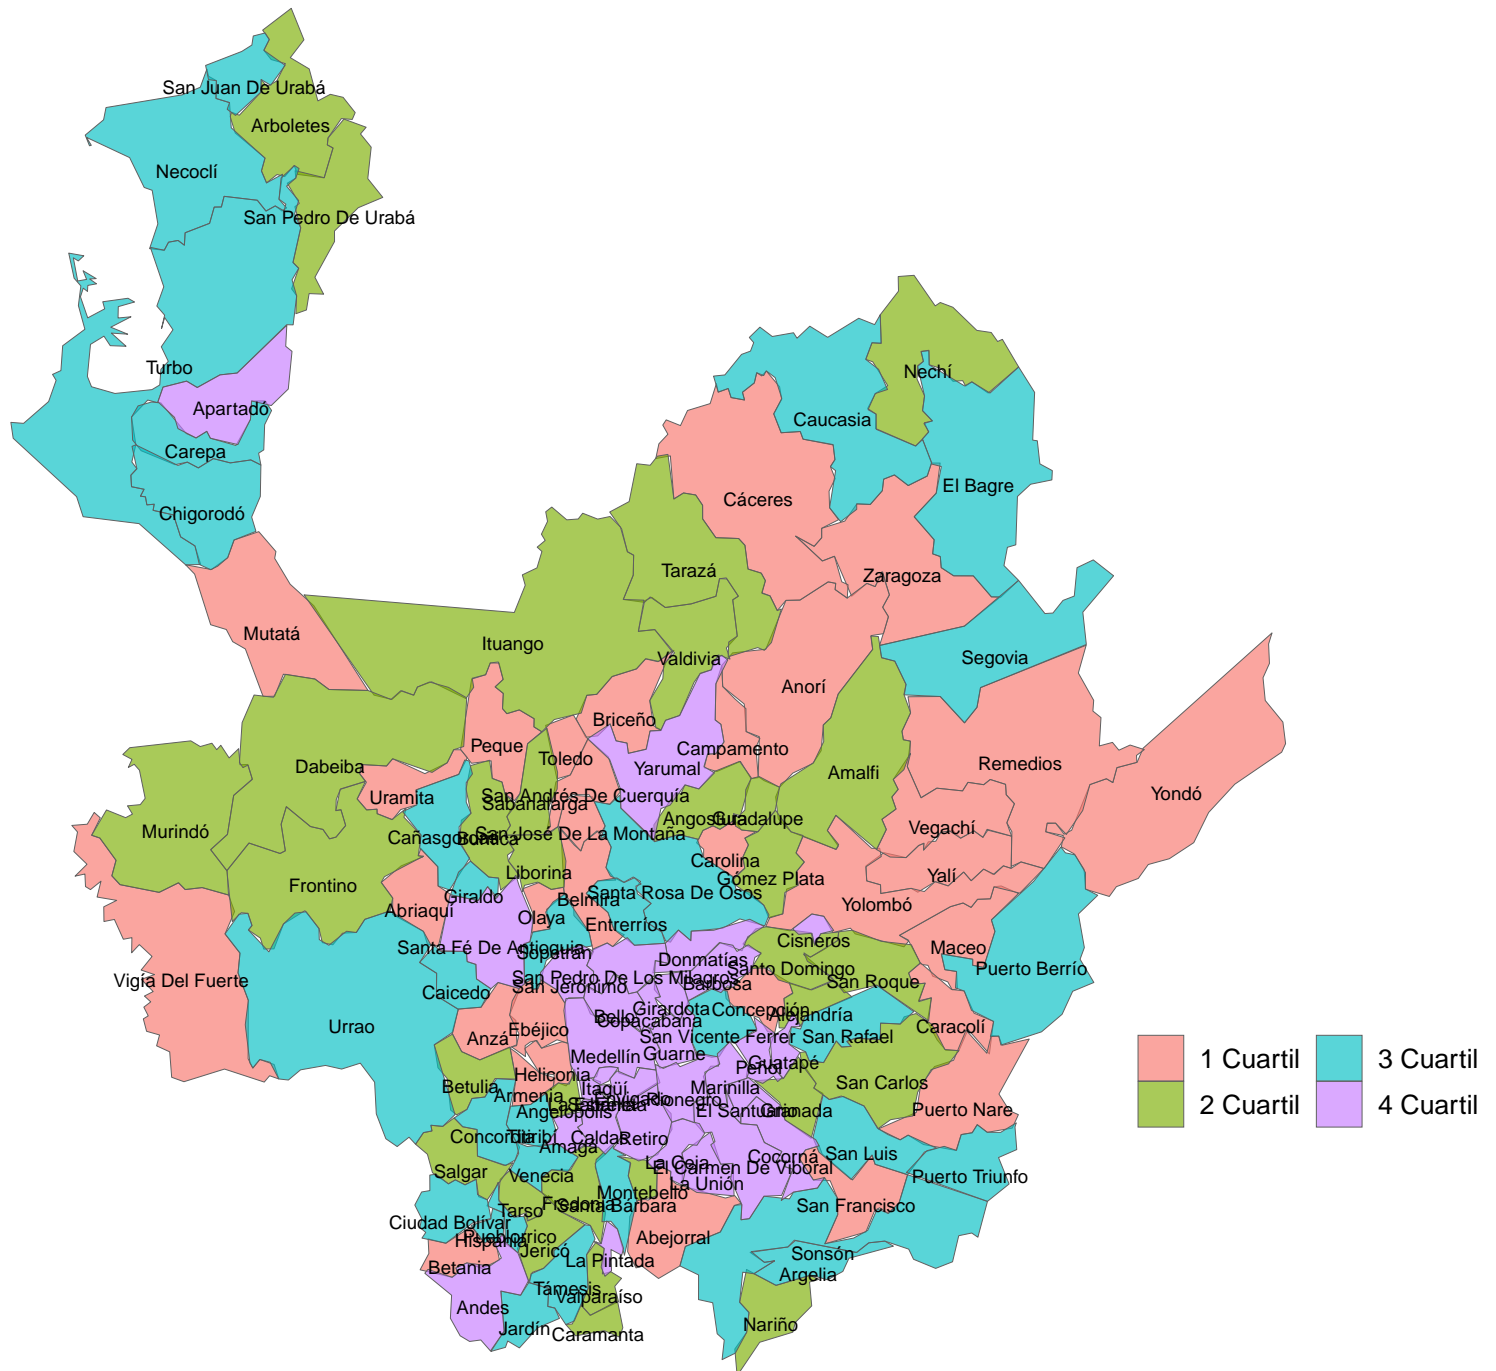 San Juan De Urabá
Arboletes
Necoclí
San Pedro De Urabá
Turbo
Apartadó
Nechí
Caucasia
Carepa
El Bagre
Cáceres
Chigorodó
Tarazá
Zaragoza
Mutatá
Ituango
Valdivia
Segovia
Anorí
Briceño
Peque
Toledo
Campamento
Dabeiba
Yarumal
Amalfi
Remedios
Yondó
Uramita
San Andrés De Cuerquía
Sabanalarga
Angostura
Guadalupe
Murindó
Cañasgordas
Buriticá
San José De La Montaña
Vegachí
Carolina
Liborina
Gómez Plata
Yalí
Frontino
Giraldo
Belmira
Santa Rosa De Osos
Abriaquí
Olaya
Entrerríos
Yolombó
Santa Fé De Antioquia
Sopetrán
Cisneros
Maceo
Donmatías
Santo Domingo
Puerto Berrío
Vigía Del Fuerte
San Pedro De Los Milagros
San Jerónimo
Barbosa
San Roque
Caicedo
Girardota
Concepción
Alejandría
Urrao
Anzá
Ebéjico
Bello
Copacabana
San Vicente Ferrer
San Rafael
Caracolí
Medellín
Guarne
Guatapé
Peñol
Heliconia
Betulia
Itagüí
Marinilla
San Carlos
Armenia
La Estrella
Sabaneta
Envigado
Rionegro
Angelópolis
El Santuario
Granada
Puerto Nare
Concordia
Titiribí
Caldas
Retiro
Amagá
Cocorná
San Luis
La Ceja
El Carmen De Viboral
Salgar
Venecia
La Unión
Puerto Triunfo
Montebello
Fredonia
Santa Bárbara
Tarso
San Francisco
Ciudad Bolívar
Pueblorrico
Hispania
Jericó
Abejorral
La Pintada
Sonsón
Betania
Argelia
Támesis
Valparaíso
Andes
Jardín
Caramanta
Nariño
1 Cuartil
3 Cuartil
2 Cuartil
4 Cuartil